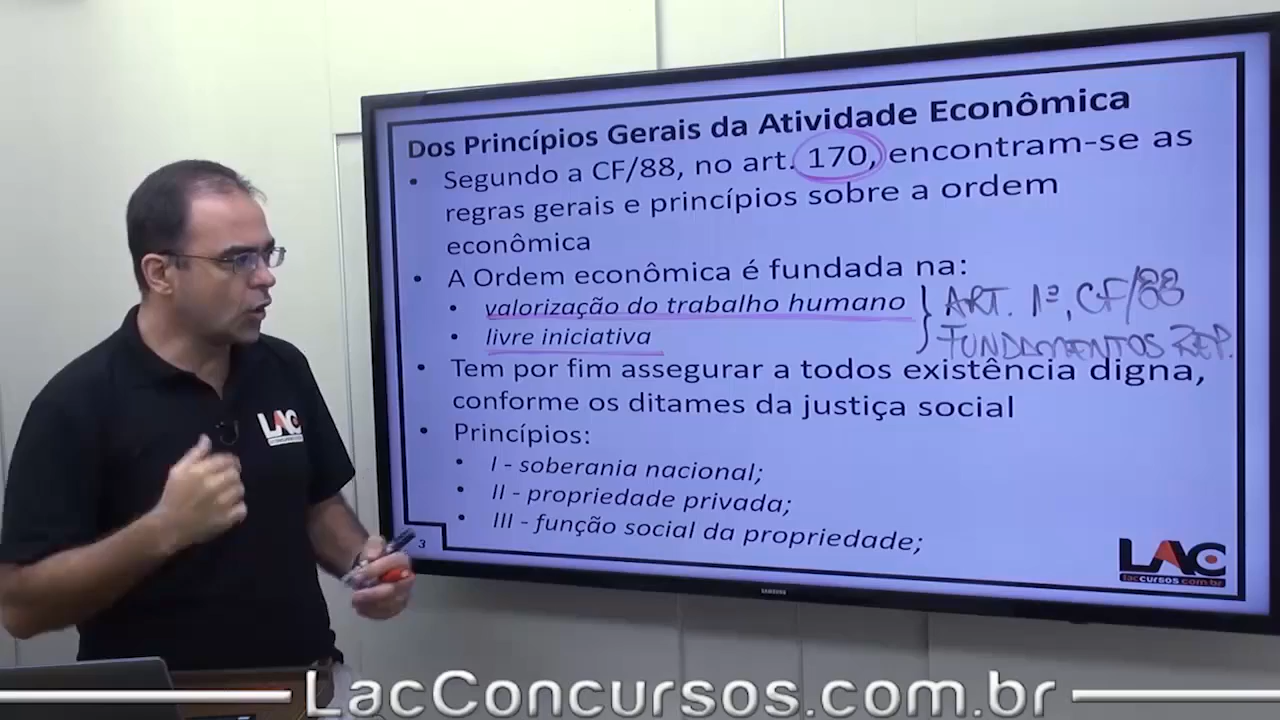 Dos Princípios Gerais da Atividade Econômica
• Segundo a CF/88, no art. 170, encontram-se as
regras gerais e princípios sobre a ordem
econômica
• A Ordem econômica é fundada na:
• valorização do trabalho humano
• livre iniciativa
ART. 1º, CF/88
FUNDAMENTOS REP.
• Tem por fim assegurar a todos existência digna,
conforme os ditames da justiça social
• Princípios:
• I - soberania nacional;
• II - propriedade privada;
• III - função social da propriedade;
3
LAC
laccursos.com.br
SAMSUNG
LAC
LacConcursos.com.br